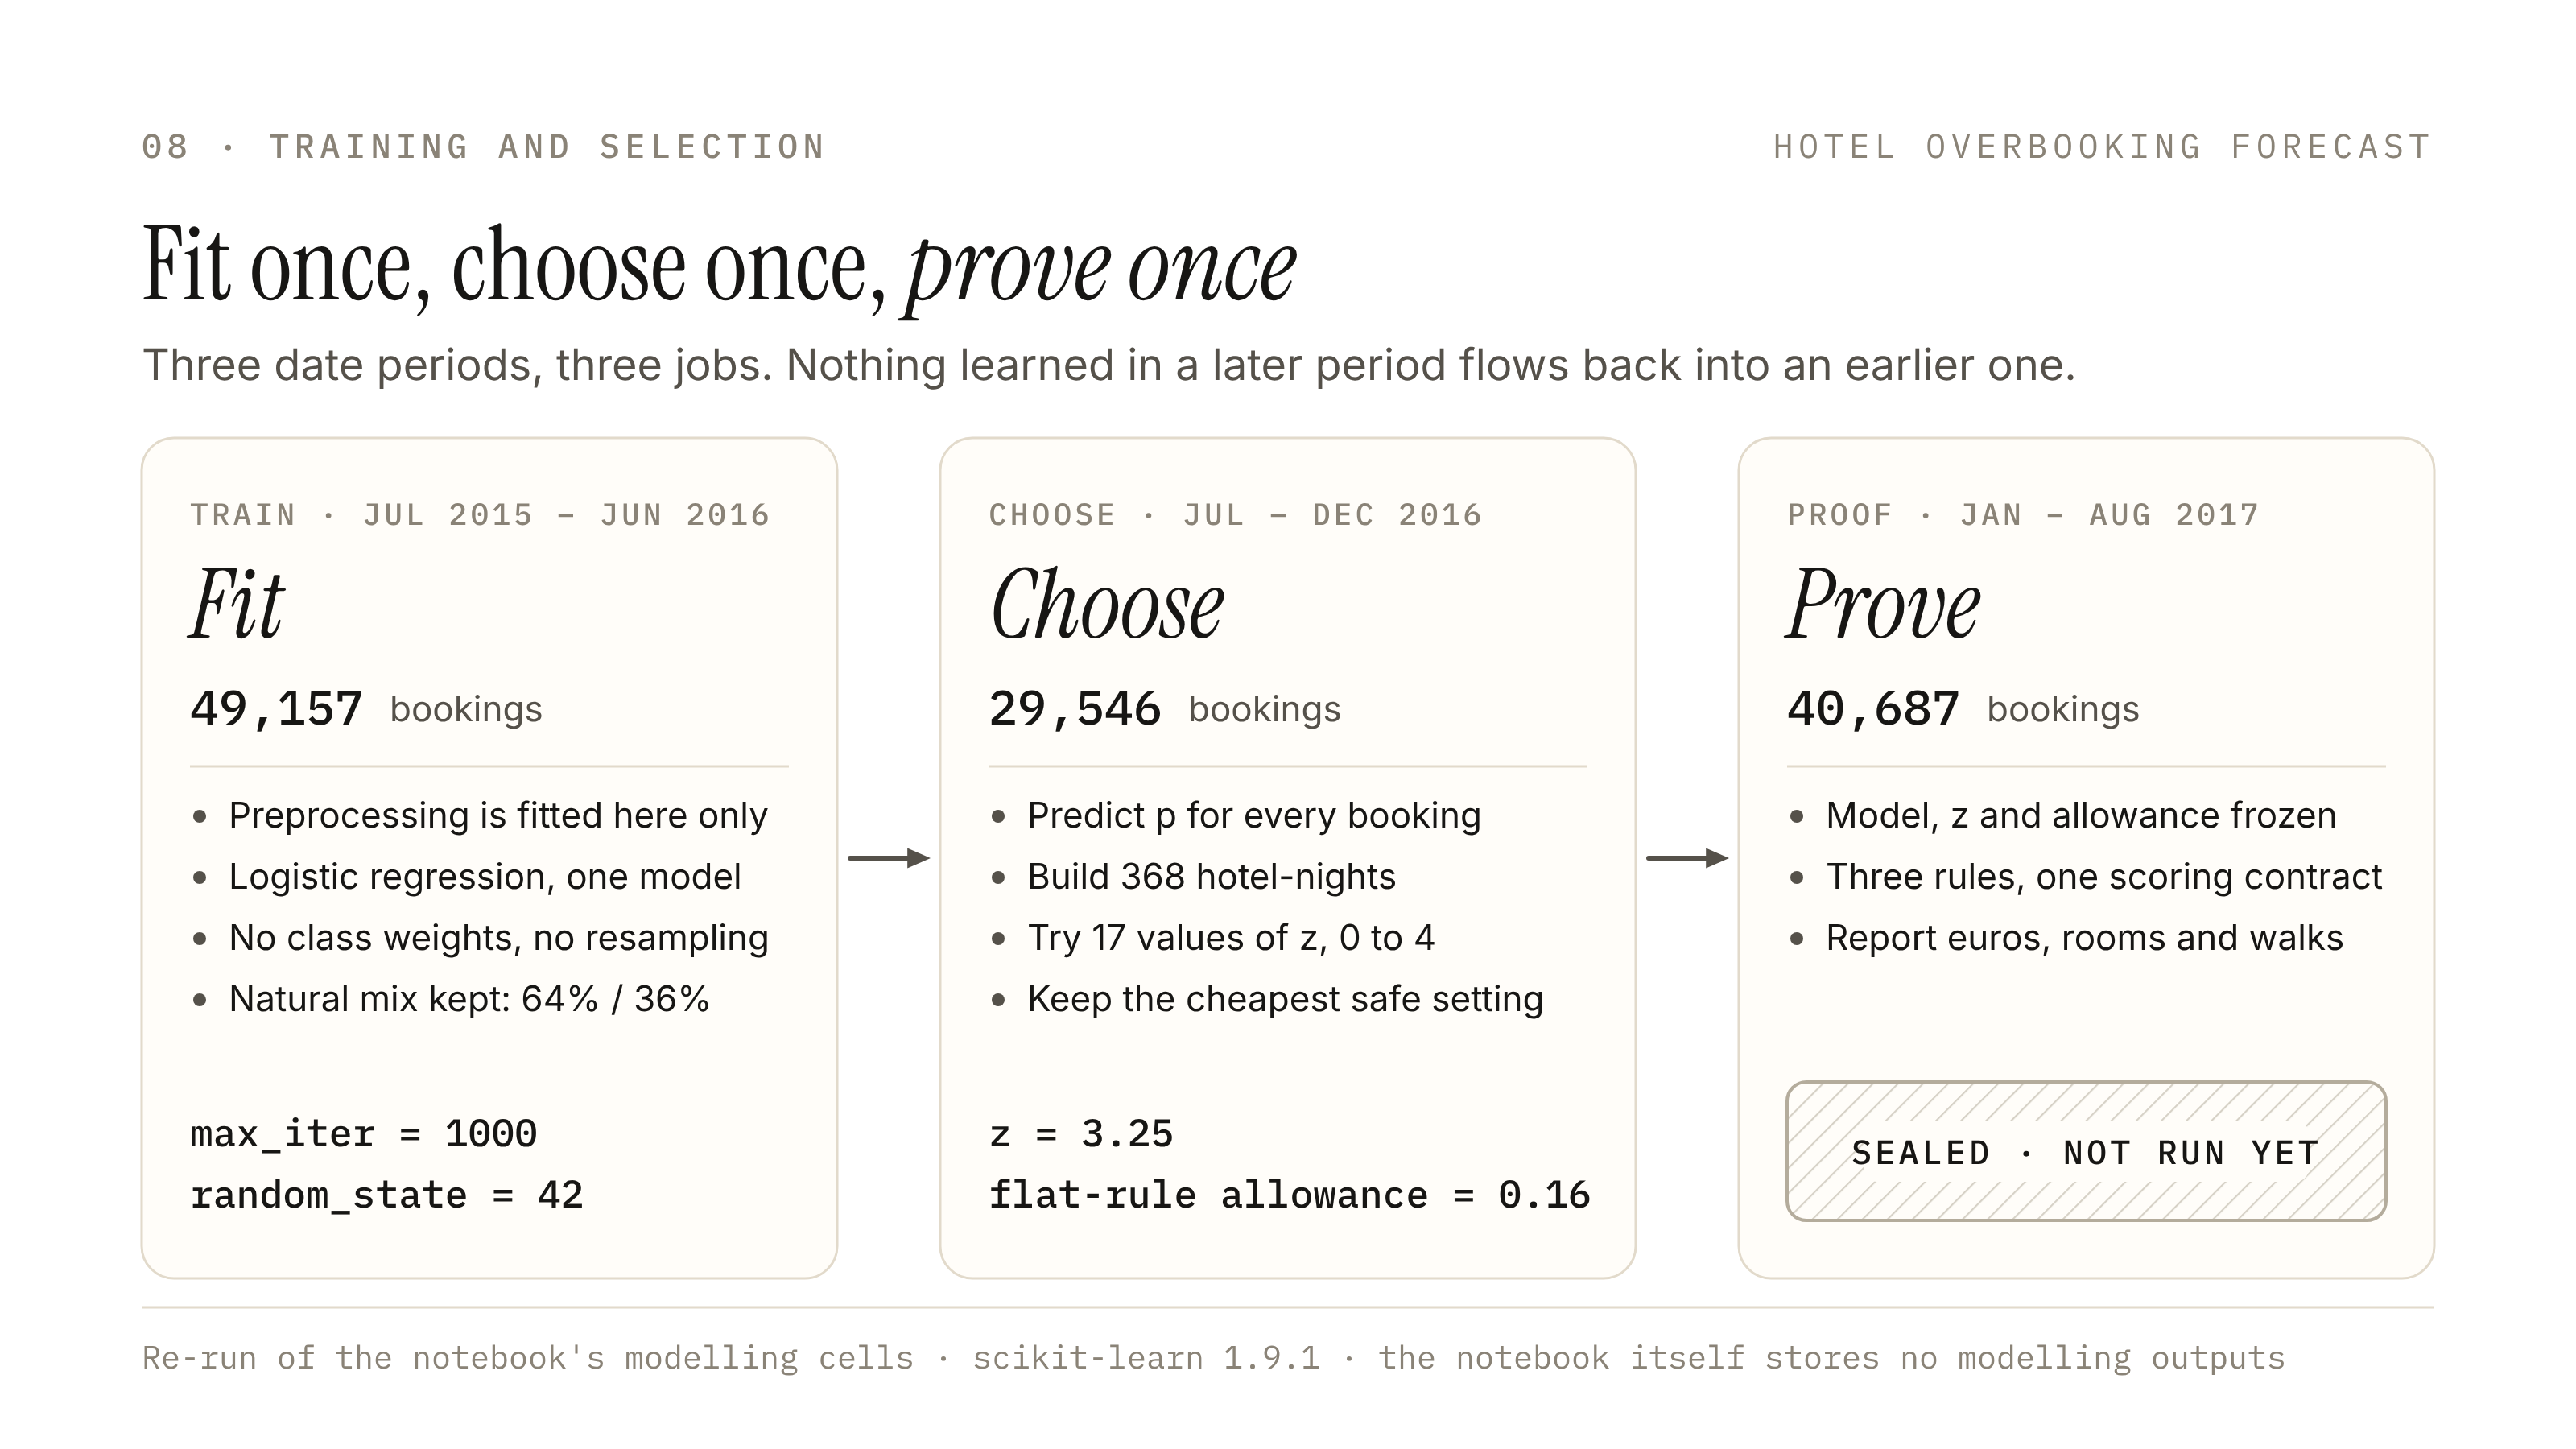 08 · TRAINING AND SELECTION
HOTEL OVERBOOKING FORECAST
Fit once, choose once, prove once
Three date periods, three jobs. Nothing learned in a later period flows back into an earlier one.
TRAIN · JUL 2015 – JUN 2016
Fit
49,157 bookings
• Preprocessing is fitted here only
• Logistic regression, one model
• No class weights, no resampling
• Natural mix kept: 64% / 36%
max_iter = 1000
random_state = 42
CHOOSE · JUL – DEC 2016
Choose
29,546 bookings
• Predict p for every booking
• Build 368 hotel-nights
• Try 17 values of z, 0 to 4
• Keep the cheapest safe setting
z = 3.25
flat-rule allowance = 0.16
PROOF · JAN – AUG 2017
Prove
40,687 bookings
• Model, z and allowance frozen
• Three rules, one scoring contract
• Report euros, rooms and walks
SEALED · NOT RUN YET
Re-run of the notebook's modelling cells · scikit-learn 1.9.1 · the notebook itself stores no modelling outputs